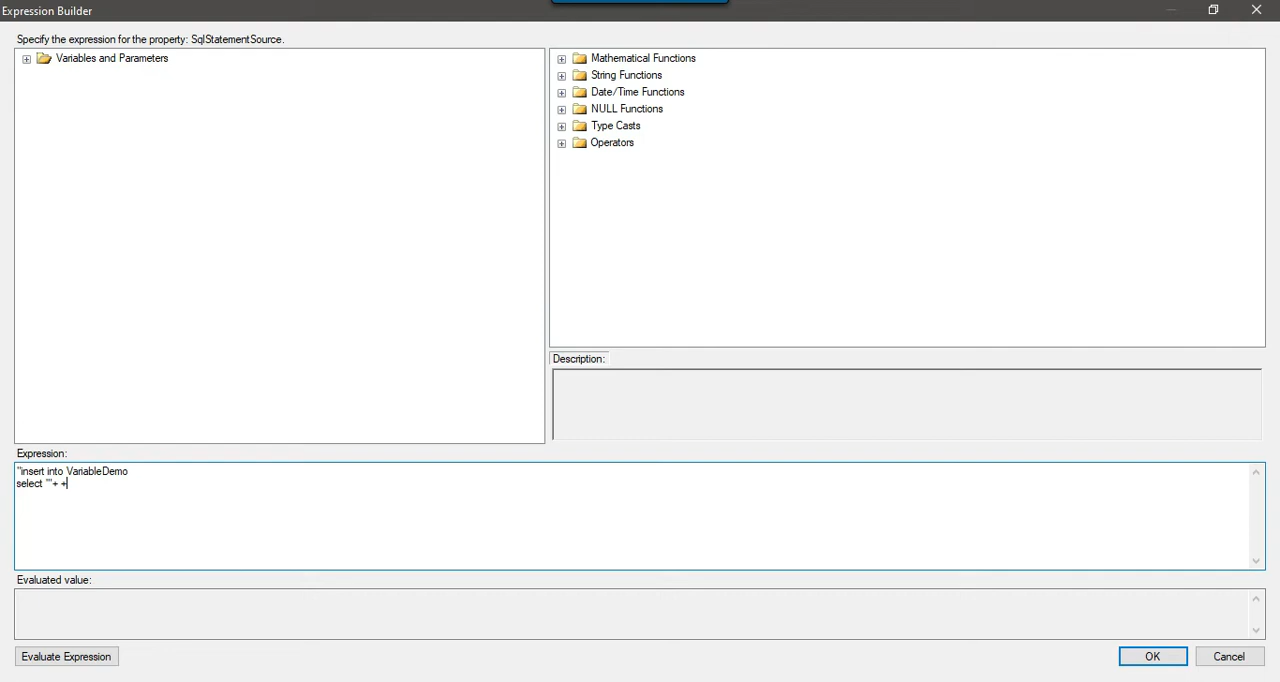 Expression Builder
Specify the expression for the property: SqlStatementSource.
Variables and Parameters
Mathematical Functions
String Functions
Date/Time Functions
NULL Functions
Type Casts
Operators
Description:
Expression:
"insert into VariableDemo
select '"+ +
Evaluated value:
Evaluate Expression
OK
Cancel